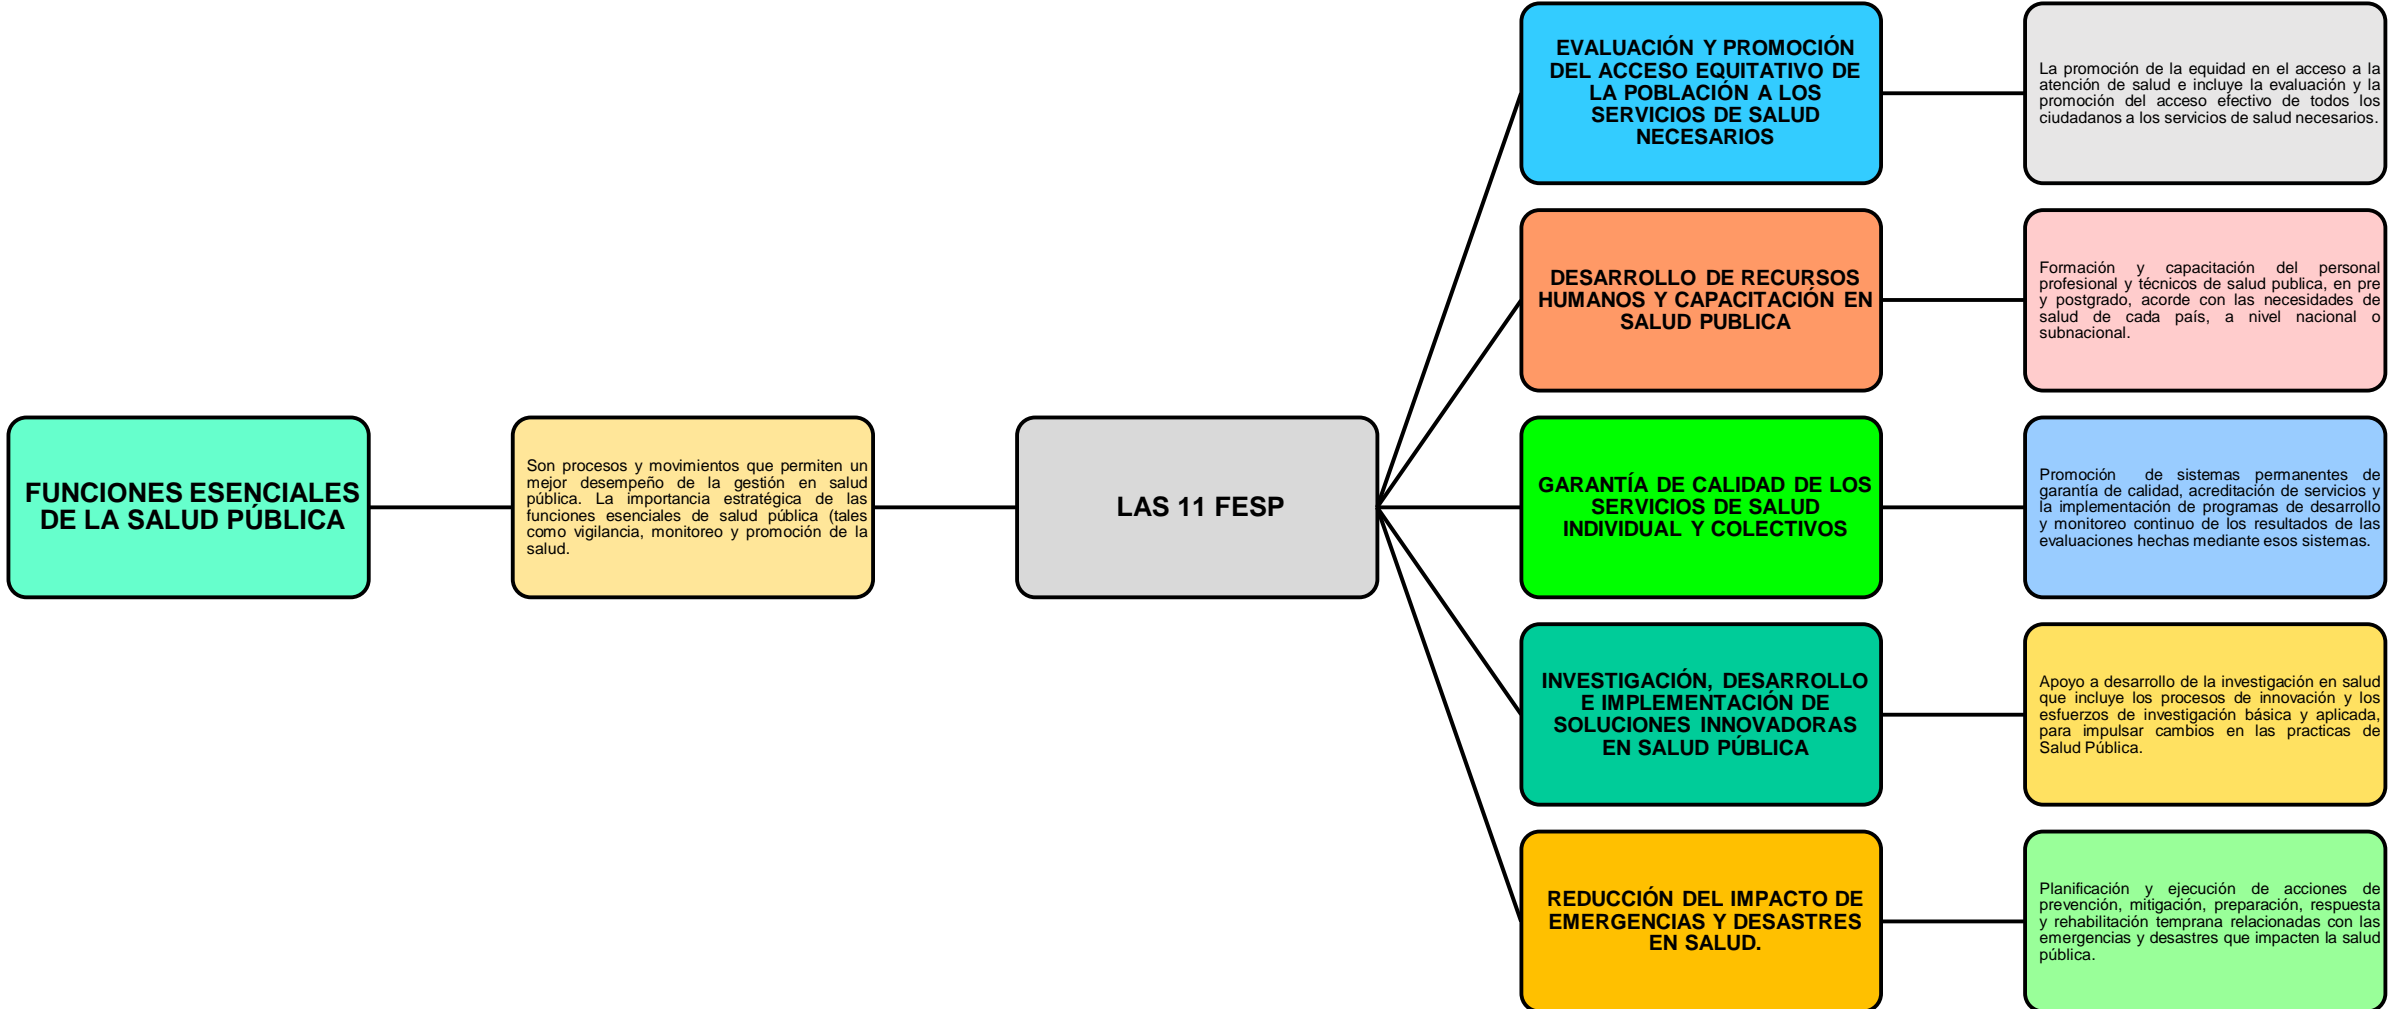 FUNCIONES ESENCIALES
DE LA SALUD PÚBLICA
Son procesos y movimientos que permiten un
mejor desempeño de la gestión en salud
pública. La importancia estratégica de las
funciones esenciales de salud pública (tales
como vigilancia, monitoreo y promoción de la
salud.
LAS 11 FESP
EVALUACIÓN Y PROMOCIÓN
DEL ACCESO EQUITATIVO DE
LA POBLACIÓN A LOS
SERVICIOS DE SALUD
NECESARIOS
La promoción de la equidad en el acceso a la
atención de salud e incluye la evaluación y la
promoción del acceso efectivo de todos los
ciudadanos a los servicios de salud necesarios.
DESARROLLO DE RECURSOS
HUMANOS Y CAPACITACIÓN EN
SALUD PUBLICA
Formación y capacitación del personal
profesional y técnicos de salud publica, en pre
y postgrado, acorde con las necesidades de
salud de cada país, a nivel nacional o
subnacional.
GARANTÍA DE CALIDAD DE LOS
SERVICIOS DE SALUD
INDIVIDUAL Y COLECTIVOS
Promoción de sistemas permanentes de
garantía de calidad, acreditación de servicios y
la implementación de programas de desarrollo
y monitoreo continuo de los resultados de las
evaluaciones hechas mediante esos sistemas.
INVESTIGACIÓN, DESARROLLO
E IMPLEMENTACIÓN DE
SOLUCIONES INNOVADORAS
EN SALUD PÚBLICA
Apoyo a desarrollo de la investigación en salud
que incluye los procesos de innovación y los
esfuerzos de investigación básica y aplicada,
para impulsar cambios en las practicas de
Salud Pública.
REDUCCIÓN DEL IMPACTO DE
EMERGENCIAS Y DESASTRES
EN SALUD.
Planificación y ejecución de acciones de
prevención, mitigación, preparación, respuesta
y rehabilitación temprana relacionadas con las
emergencias y desastres que impacten la salud
pública.